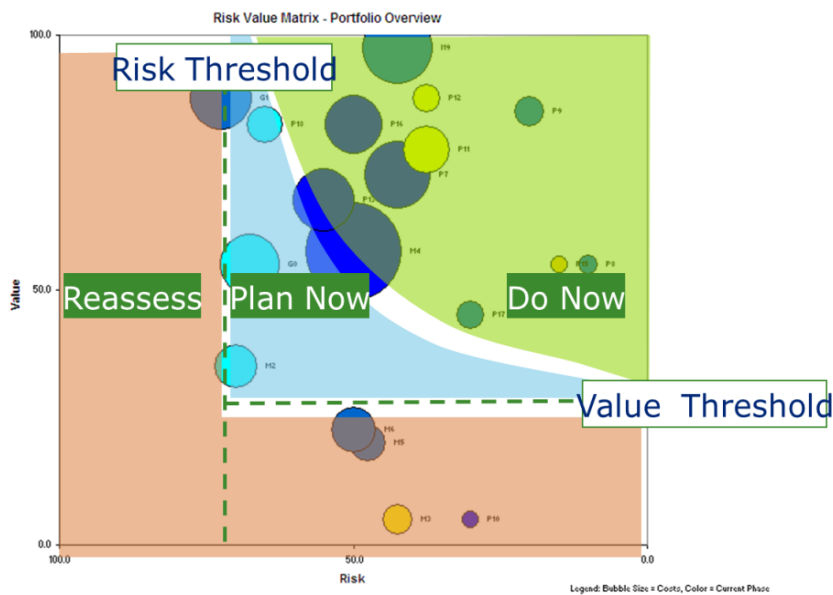 Risk Value Matrix - Portfolio Overview
100.0
Risk Threshold
I19
P12
G1
P9
P18
P16
P11
P7
P13
M4
G0
P8
Value
50.0
Reassess
Plan Now
Do Now
P17
M2
Value Threshold
M6
M5
M3
P10
0.0
100.0
50.0
0.0
Risk
Legend: Bubble Size = Costs, Color = Current Phase